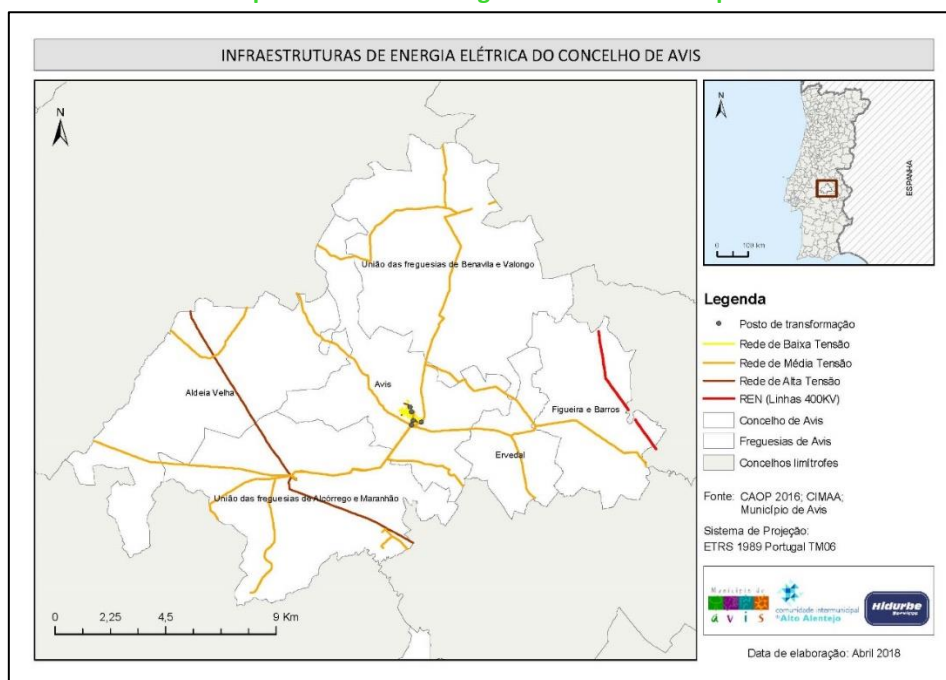 INFRAESTRUTURAS DE ENERGIA ELÉTRICA DO CONCELHO DE AVIS
N
União das freguesias de Benavila e Valongo
Aldeia Velha
Avis
Figueira e Barros
Ervedal
União das freguesias de Alcórrego e Maranhão
0 2,25 4,5 9 Km
N
ESPANHA
0 100 km
Legenda
Posto de transformação
Rede de Baixa Tensão
Rede de Média Tensão
Rede de Alta Tensão
REN (Linhas 400KV)
Concelho de Avis
Freguesias de Avis
Concelhos limítrofes
Fonte: CAOP 2016; CIMAA;
Município de Avis
Sistema de Projeção:
ETRS 1989 Portugal TM06
Município de
avis
comunidade intermunicipal
do Alto Alentejo
Hidurbe
Serviços
Data de elaboração: Abril 2018